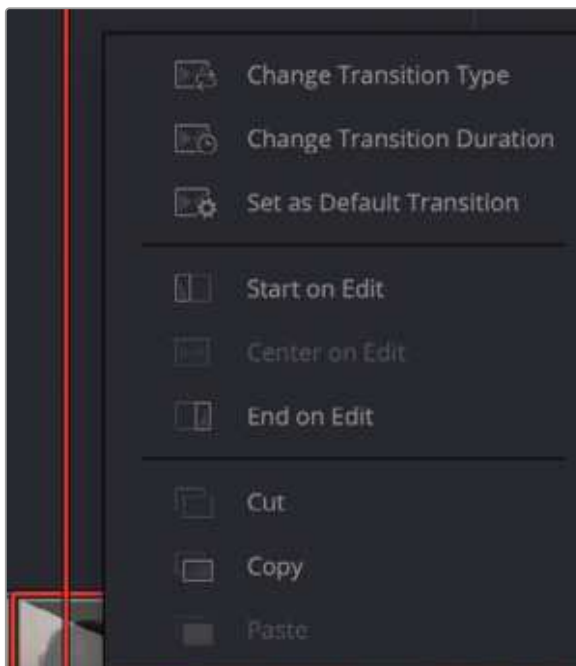 Change Transition Type
Change Transition Duration
Set as Default Transition
Start on Edit
Center on Edit
End on Edit
Cut
Copy
Paste